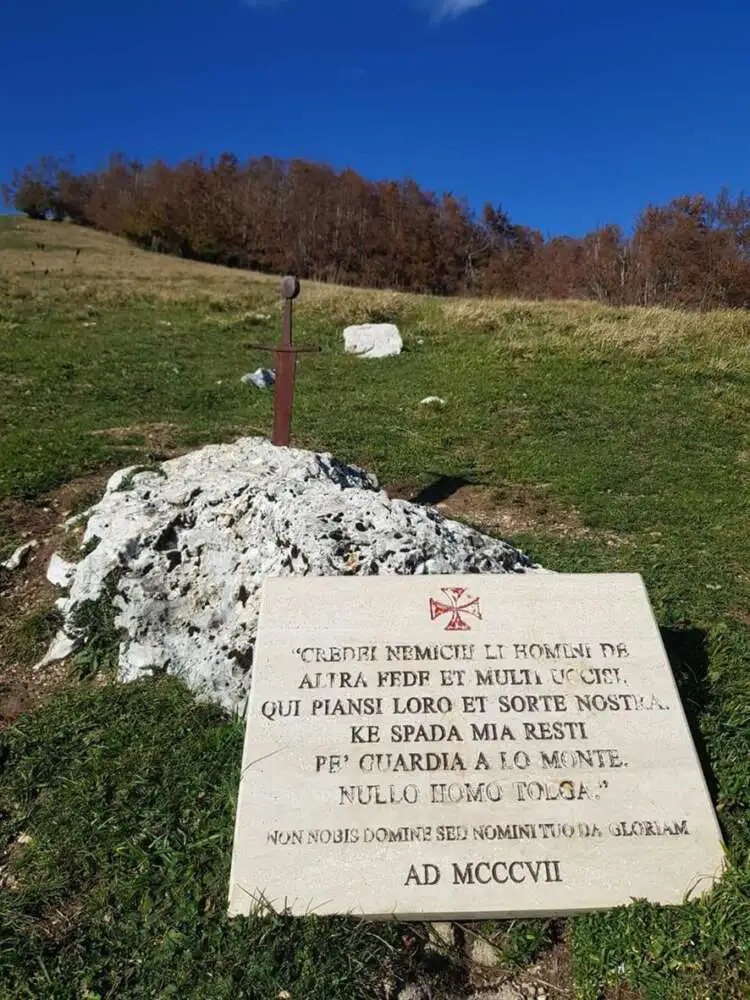 "CREDEI NEMICIU LI HOMINI DE
ALTRA FEDE ET MULTI UCCISI.
QUI PIANSI LORO ET SORTE NOSTRA.
KE SPADA MIA RESTI
PE' GUARDIA A LO MONTE.
NULLO HOMO TOLGA."
NON NOBIS DOMINE SED NOMINI TUO DA GLORIAM
AD MCCCVII